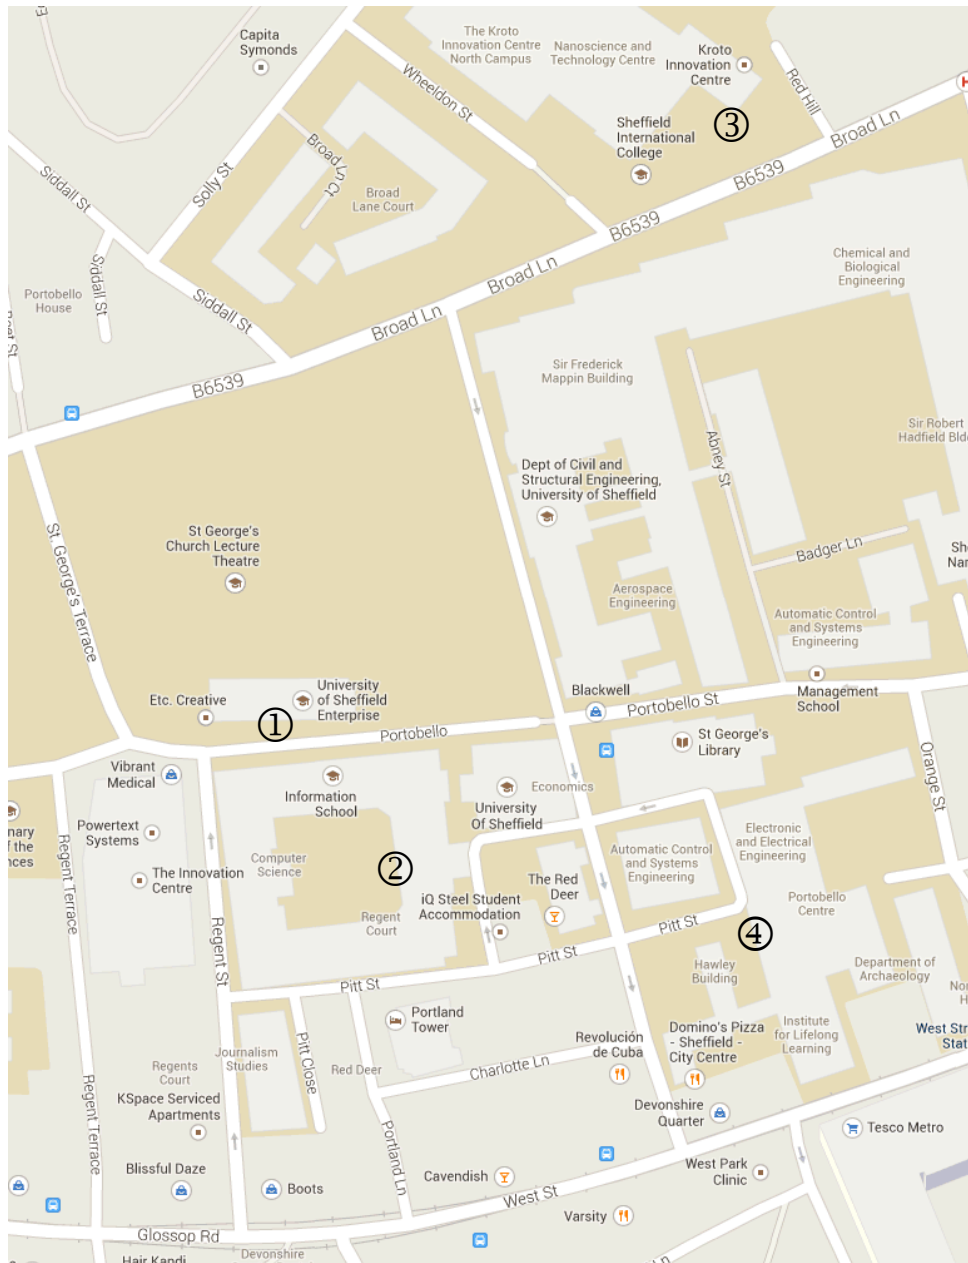 Capita
Symonds
The Kroto
Innovation Centre
North Campus
Nanoscience and
Technology Centre
Kroto
Innovation
Centre
Red Hill
Wheeldon St
③
Sheffield
International
College
Broad Ln
B6539
B6539
Broad Ln
Broad Ln
B6539
Solly St
Broad Ln Ct
Broad
Lane Court
Siddall St
Siddall St
Siddall St
Portobello
House
Chemical and
Biological
Engineering
Sir Frederick
Mappin Building
Sir Robert
Hadfield Bld
Abney St
Dept of Civil and
Structural Engineering,
University of Sheffield
St George's
Church Lecture
Theatre
St. George's Terrace
Badger Ln
Aerospace
Engineering
Automatic Control
and Systems
Engineering
Etc. Creative
University
of Sheffield
Enterprise
①
Portobello
Blackwell
Portobello St
Management
School
St George's
Library
Orange St
Vibrant
Medical
Information
School
University
Of Sheffield
Economics
Powertext
Systems
The Innovation
Centre
Computer
Science
②
Regent
Court
iQ Steel Student
Accommodation
The Red
Deer
Automatic Control
and Systems
Engineering
Electronic
and Electrical
Engineering
Portobello
Centre
Regent Terrace
Regent St
Pitt St
Pitt St
Pitt St
④
Hawley
Building
Department of
Archaeology
Portland
Tower
Revolución
de Cuba
Domino's Pizza
- Sheffield -
City Centre
Institute
for Lifelong
Learning
West Str
Stat
Journalism
Studies
Pitt Close
Red Deer
Charlotte Ln
Regents
Court
KSpace Serviced
Apartments
Regent Terrace
Portland Ln
Devonshire
Quarter
Tesco Metro
West Park
Clinic
Blissful Daze
Boots
Cavendish
West St
Varsity
Glossop Rd
Devonshire
Hair Kandi